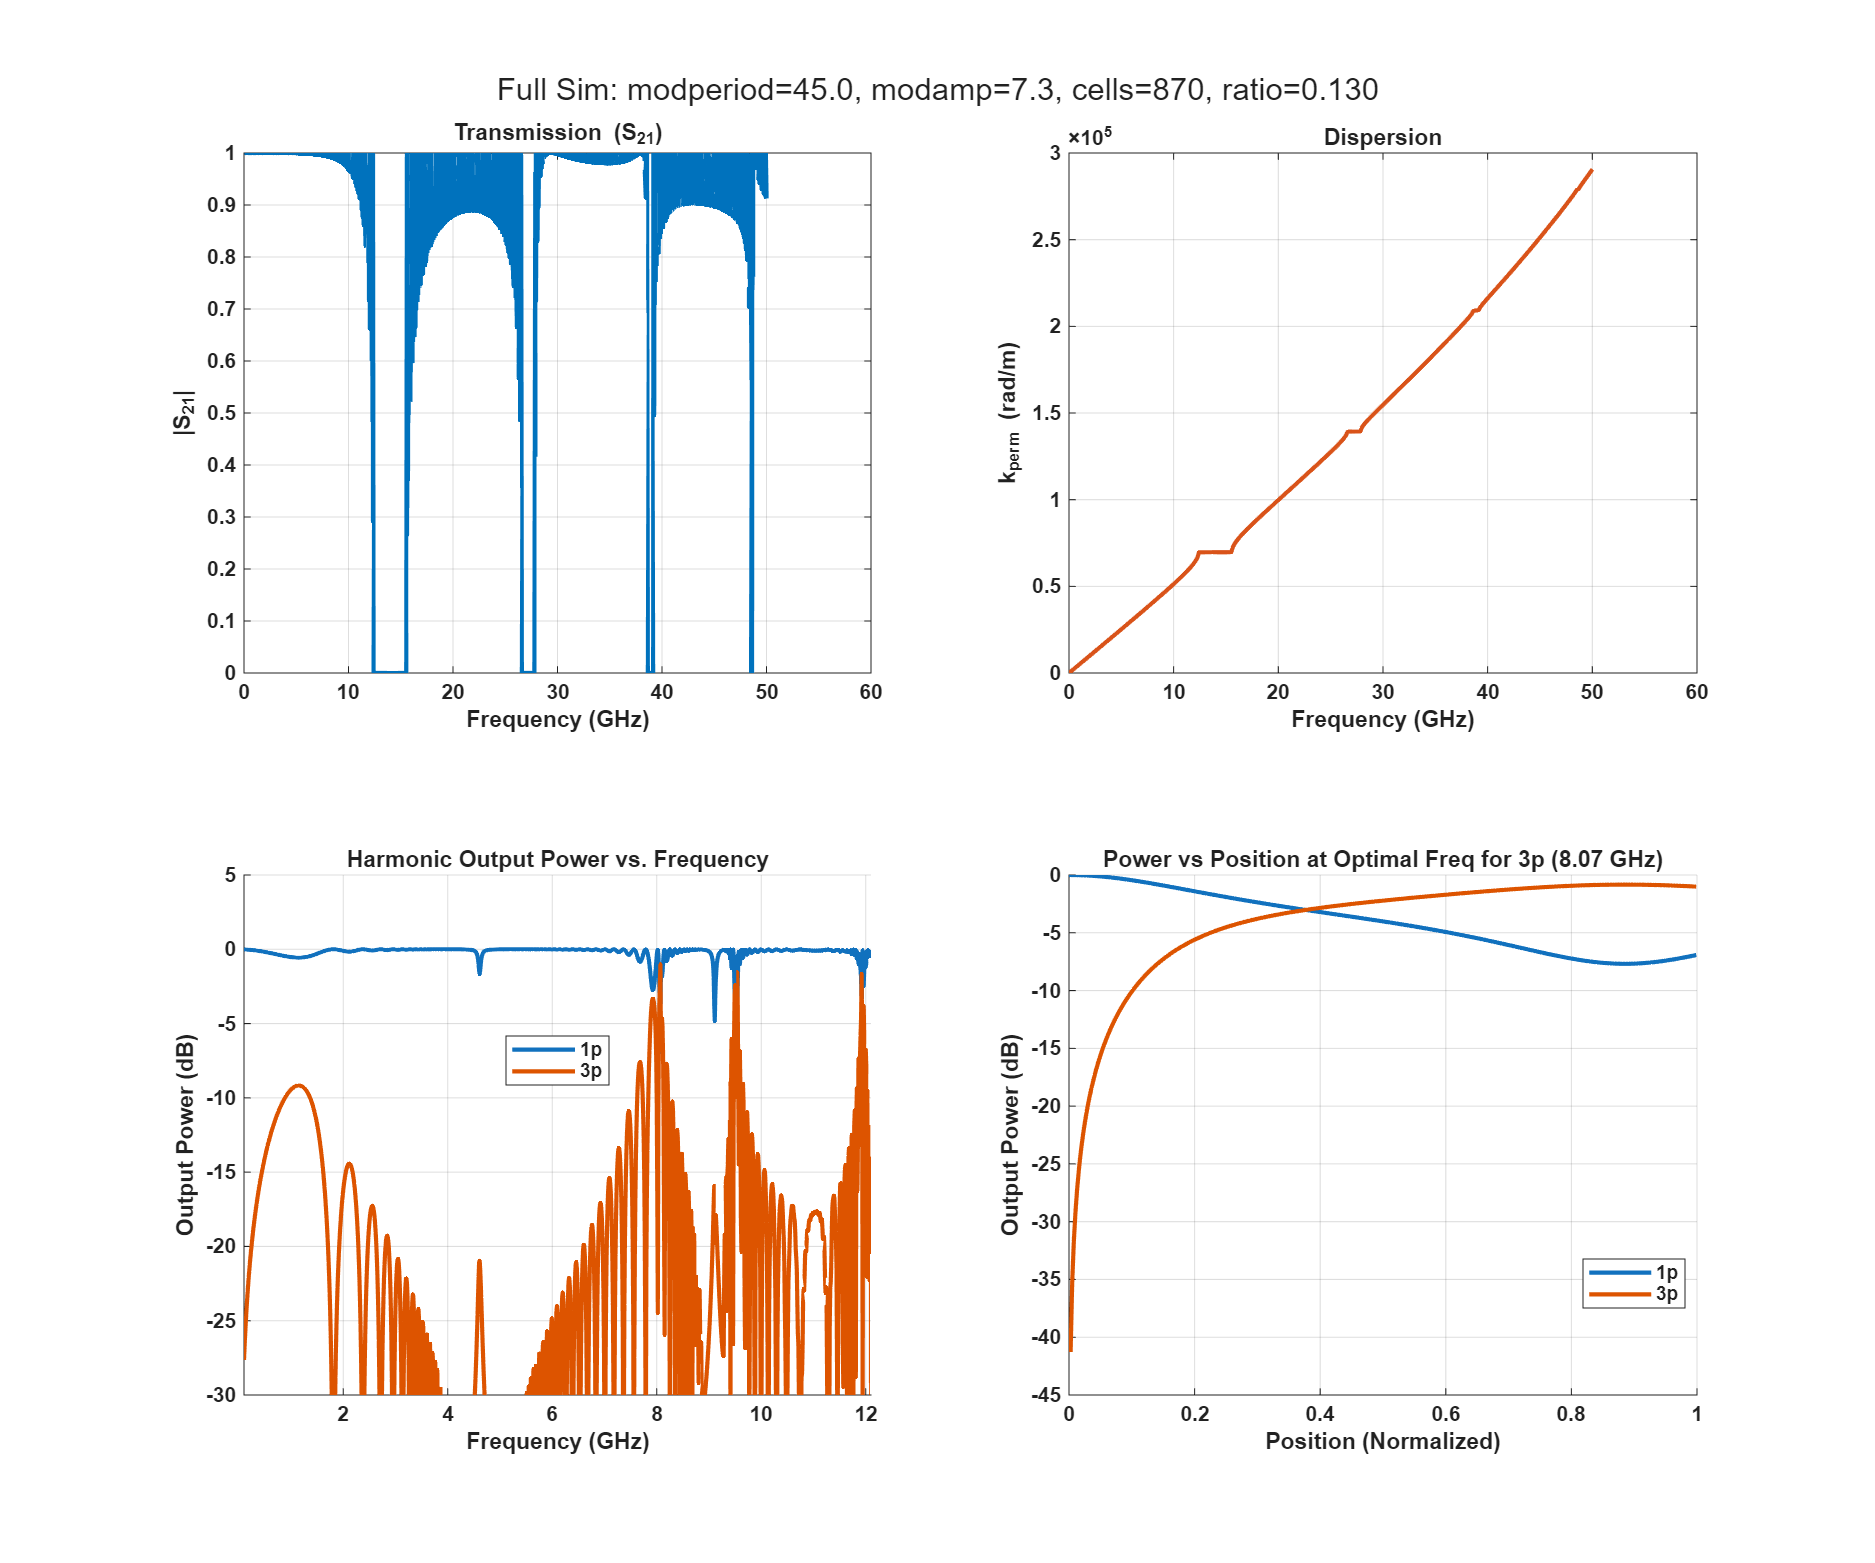 Full Sim: modperiod=45.0, modamp=7.3, cells=870, ratio=0.130
Transmission (S21)
1
0.9
0.8
0.7
0.6
0.5
0.4
0.3
0.2
0.1
0
|S21|
0 10 20 30 40 50 60
Frequency (GHz)
×10^5
Dispersion
3
2.5
2
1.5
1
0.5
0
kperm (rad/m)
0 10 20 30 40 50 60
Frequency (GHz)
Harmonic Output Power vs. Frequency
5
0
-5
-10
-15
-20
-25
-30
Output Power (dB)
1p
3p
2 4 6 8 10 12
Frequency (GHz)
Power vs Position at Optimal Freq for 3p (8.07 GHz)
0
-5
-10
-15
-20
-25
-30
-35
-40
-45
Output Power (dB)
1p
3p
0 0.2 0.4 0.6 0.8 1
Position (Normalized)